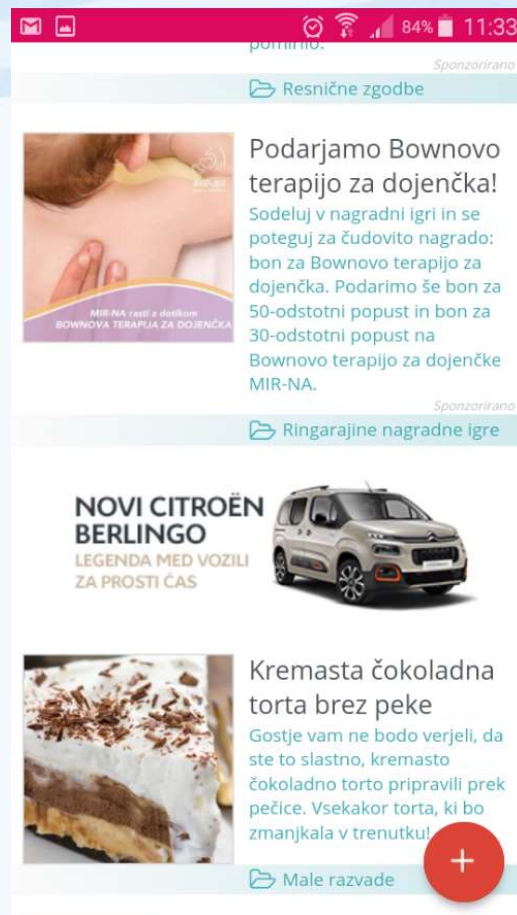 84% 11:33
pomnilo.
Sponzorirano
Resnične zgodbe
Podarjamo Bownovo
terapijo za dojenčka!
Sodeluj v nagradni igri in se
poteguj za čudovito nagrado:
bon za Bownovo terapijo za
dojenčka. Podarimo še bon za
50-odstotni popust in bon za
30-odstotni popust na
Bownovo terapijo za dojenčke
MIR-NA.
MIR-NA rasti z dotikom
BOWNOVA TERAPIJA ZA DOJENČKA
Sponzorirano
Ringarajine nagradne igre
NOVI CITROËN
BERLINGO
LEGENDA MED VOZILI
ZA PROSTI ČAS
Kremasta čokoladna
torta brez peke
Gostje vam ne bodo verjeli, da
ste to slastno, kremasto
čokoladno torto pripravili prek
pečice. Vsekakor torta, ki bo
zmanjkala v trenutku!
Male razvade